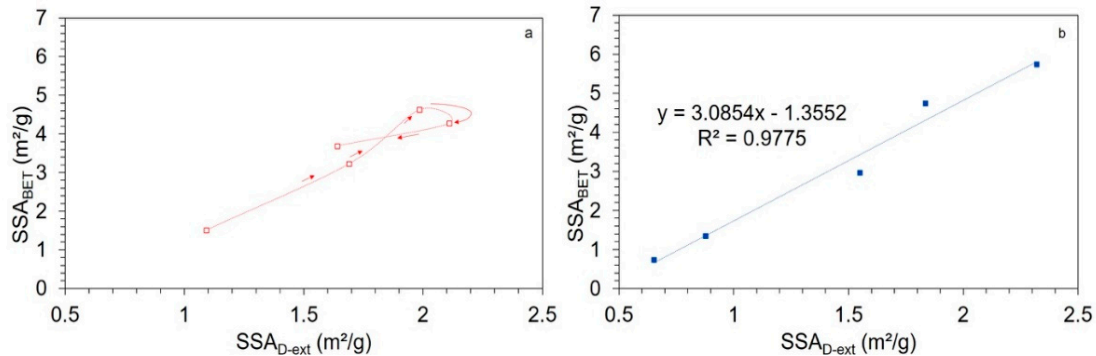 a
7
6
5
4
3
2
1
0
SSA_BET (m²/g)
0.5 1 1.5 2 2.5
SSA_D-ext (m²/g)
b
7
6
5
4
3
2
1
0
SSA_BET (m²/g)
y = 3.0854x - 1.3552
R² = 0.9775
0.5 1 1.5 2 2.5
SSA_D-ext (m²/g)